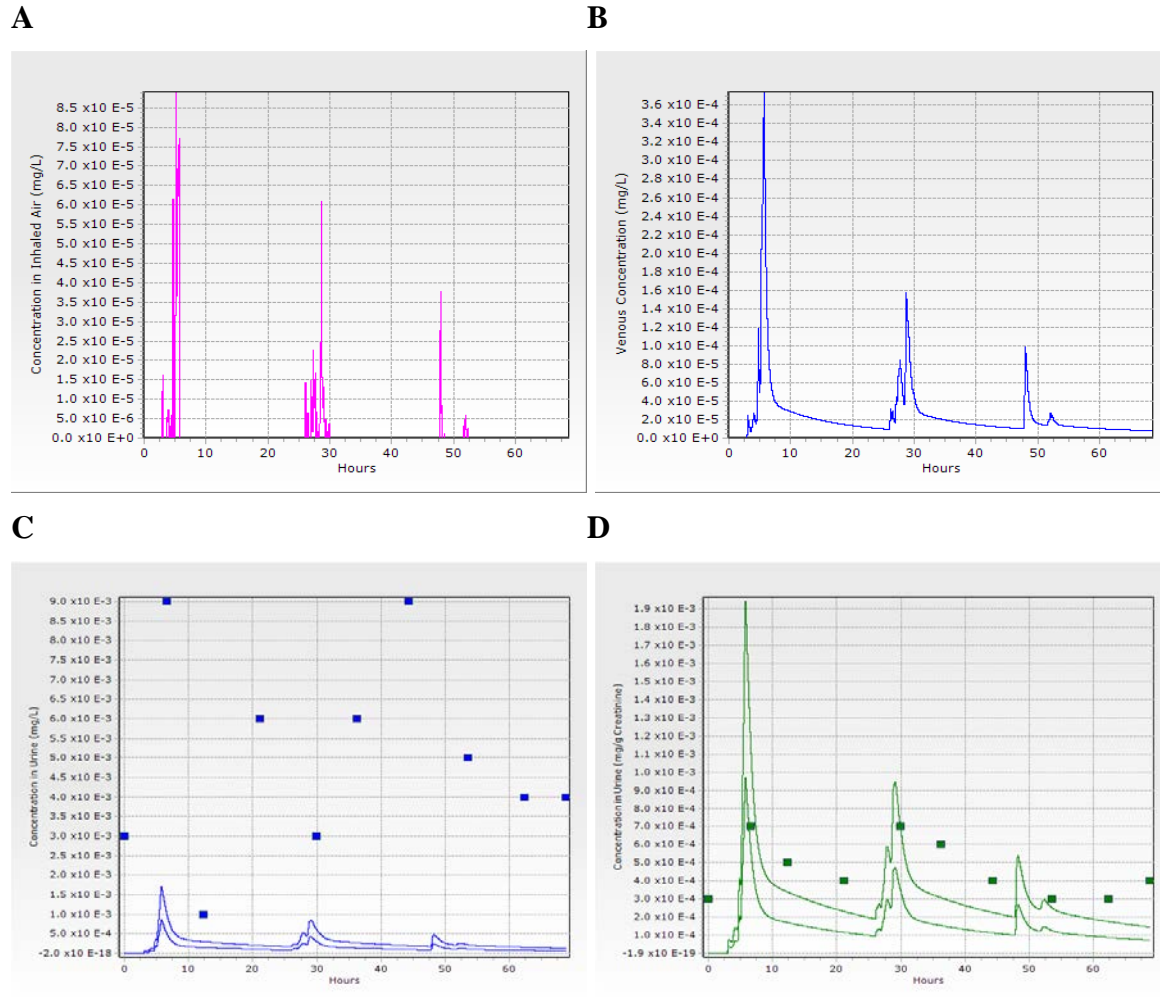 A
Concentration in Inhaled Air (mg/L)
8.5 x10 E-5
8.0 x10 E-5
7.5 x10 E-5
7.0 x10 E-5
6.5 x10 E-5
6.0 x10 E-5
5.5 x10 E-5
5.0 x10 E-5
4.5 x10 E-5
4.0 x10 E-5
3.5 x10 E-5
3.0 x10 E-5
2.5 x10 E-5
2.0 x10 E-5
1.5 x10 E-5
1.0 x10 E-5
5.0 x10 E-6
0.0 x10 E+0
0 10 20 30 40 50 60
Hours
B
Venous Concentration (mg/L)
3.6 x10 E-4
3.4 x10 E-4
3.2 x10 E-4
3.0 x10 E-4
2.8 x10 E-4
2.6 x10 E-4
2.4 x10 E-4
2.2 x10 E-4
2.0 x10 E-4
1.8 x10 E-4
1.6 x10 E-4
1.4 x10 E-4
1.2 x10 E-4
1.0 x10 E-4
8.0 x10 E-5
6.0 x10 E-5
4.0 x10 E-5
2.0 x10 E-5
0.0 x10 E+0
0 10 20 30 40 50 60
Hours
C
Concentration in Urine (mg/L)
9.0 x10 E-3
8.5 x10 E-3
8.0 x10 E-3
7.5 x10 E-3
7.0 x10 E-3
6.5 x10 E-3
6.0 x10 E-3
5.5 x10 E-3
5.0 x10 E-3
4.5 x10 E-3
4.0 x10 E-3
3.5 x10 E-3
3.0 x10 E-3
2.5 x10 E-3
2.0 x10 E-3
1.5 x10 E-3
1.0 x10 E-3
5.0 x10 E-4
-2.0 x10 E-18
0 10 20 30 40 50 60
Hours
D
Concentration in Urine (mg/g Creatinine)
1.9 x10 E-3
1.8 x10 E-3
1.7 x10 E-3
1.6 x10 E-3
1.5 x10 E-3
1.4 x10 E-3
1.3 x10 E-3
1.2 x10 E-3
1.1 x10 E-3
1.0 x10 E-3
9.0 x10 E-4
8.0 x10 E-4
7.0 x10 E-4
6.0 x10 E-4
5.0 x10 E-4
4.0 x10 E-4
3.0 x10 E-4
2.0 x10 E-4
1.0 x10 E-4
-1.9 x10 E-19
0 10 20 30 40 50 60
Hours